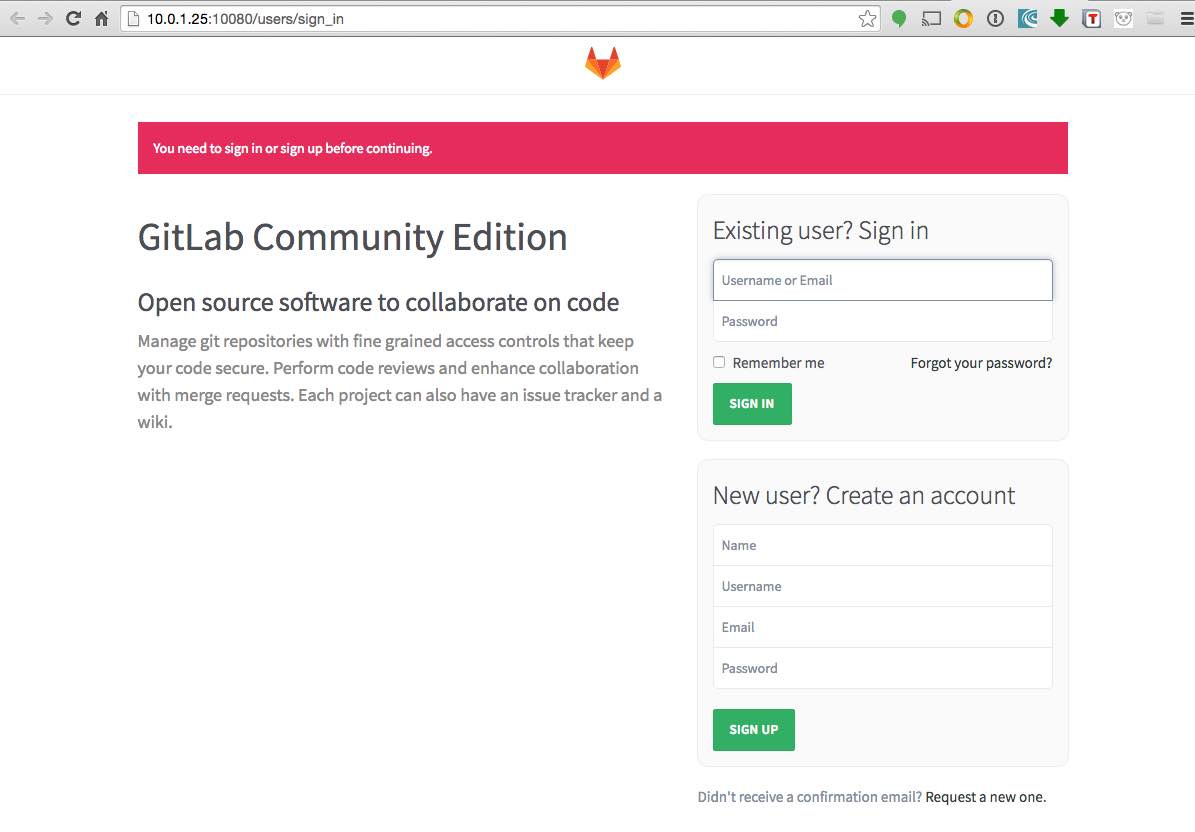 10.0.1.25:10080/users/sign_in
You need to sign in or sign up before continuing.
GitLab Community Edition
Open source software to collaborate on code
Manage git repositories with fine grained access controls that keep
your code secure. Perform code reviews and enhance collaboration
with merge requests. Each project can also have an issue tracker and a
wiki.
Existing user? Sign in
Username or Email
Password
Remember me
Forgot your password?
SIGN IN
New user? Create an account
Name
Username
Email
Password
SIGN UP
Didn't receive a confirmation email? Request a new one.